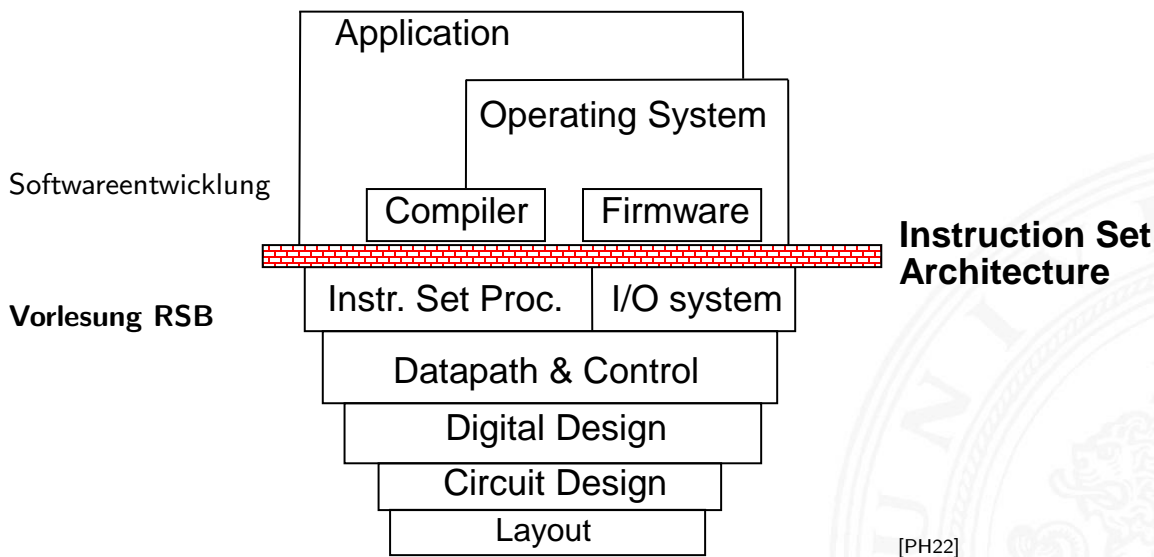 Application
Operating System
Softwareentwicklung
Compiler
Firmware
Instruction Set
Architecture
Instr. Set Proc.
I/O system
Vorlesung RSB
Datapath & Control
Digital Design
Circuit Design
Layout
[PH22]